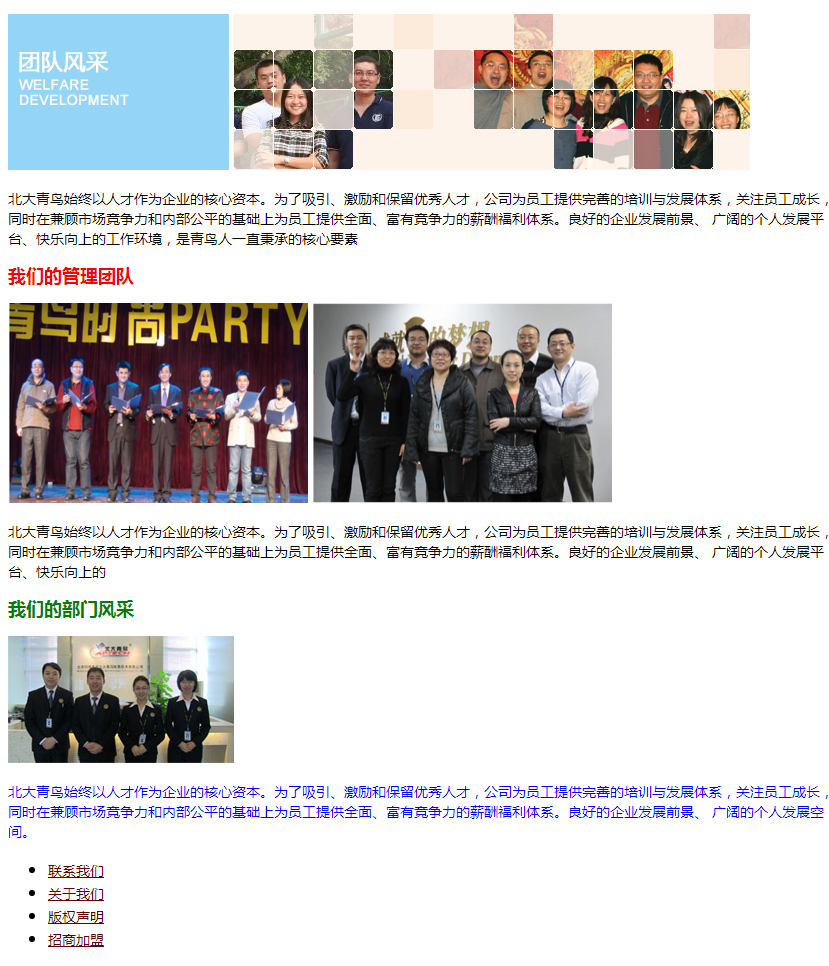 团队风采
WELFARE
DEVELOPMENT
北大青鸟始终以人才作为企业的核心资本。为了吸引、激励和保留优秀人才，公司为员工提供完善的培训与发展体系，关注员工成长，
同时在兼顾市场竞争力和内部公平的基础上为员工提供全面、富有竞争力的薪酬福利体系。良好的企业发展前景、 广阔的个人发展平
台、快乐向上的工作环境，是青鸟人一直秉承的核心要素
我们的管理团队
青鸟时尚PARTY
的梦想
北大青鸟始终以人才作为企业的核心资本。为了吸引、激励和保留优秀人才，公司为员工提供完善的培训与发展体系，关注员工成长，
同时在兼顾市场竞争力和内部公平的基础上为员工提供全面、富有竞争力的薪酬福利体系。良好的企业发展前景、 广阔的个人发展平
台、快乐向上的
我们的部门风采
北大青鸟
APTECH
北大青鸟始终以人才作为企业的核心资本。为了吸引、激励和保留优秀人才，公司为员工提供完善的培训与发展体系，关注员工成长，
同时在兼顾市场竞争力和内部公平的基础上为员工提供全面、富有竞争力的薪酬福利体系。良好的企业发展前景、 广阔的个人发展空
间。
联系我们
关于我们
版权声明
招商加盟